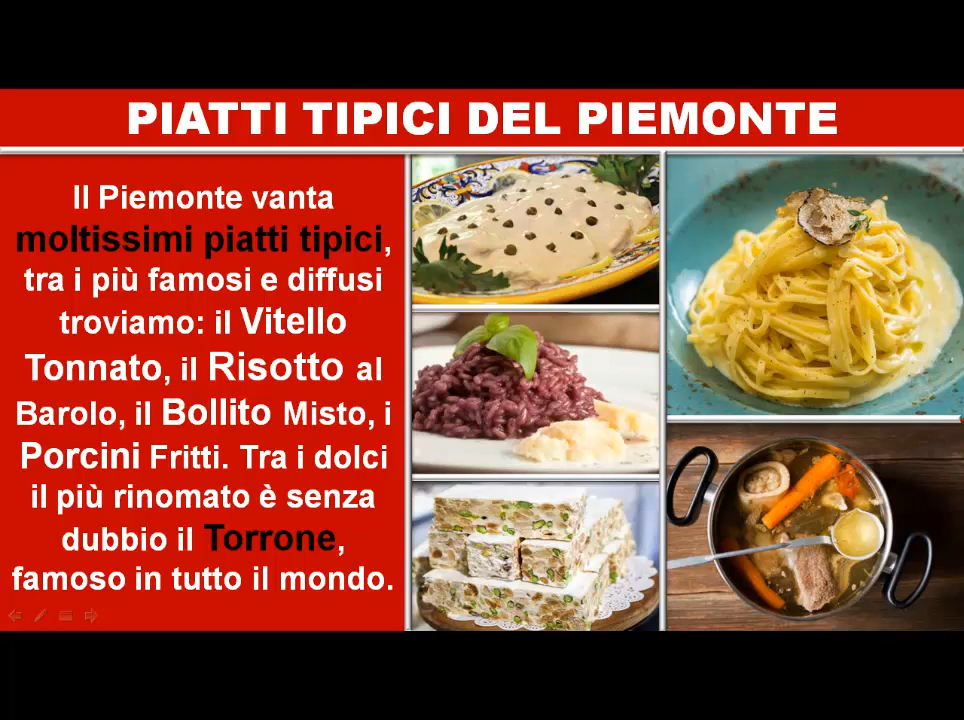 PIATTI TIPICI DEL PIEMONTE
Il Piemonte vanta
moltissimi piatti tipici,
tra i più famosi e diffusi
troviamo: il Vitello
Tonnato, il Risotto al
Barolo, il Bollito Misto, i
Porcini Fritti. Tra i dolci
il più rinomato è senza
dubbio il Torrone,
famoso in tutto il mondo.